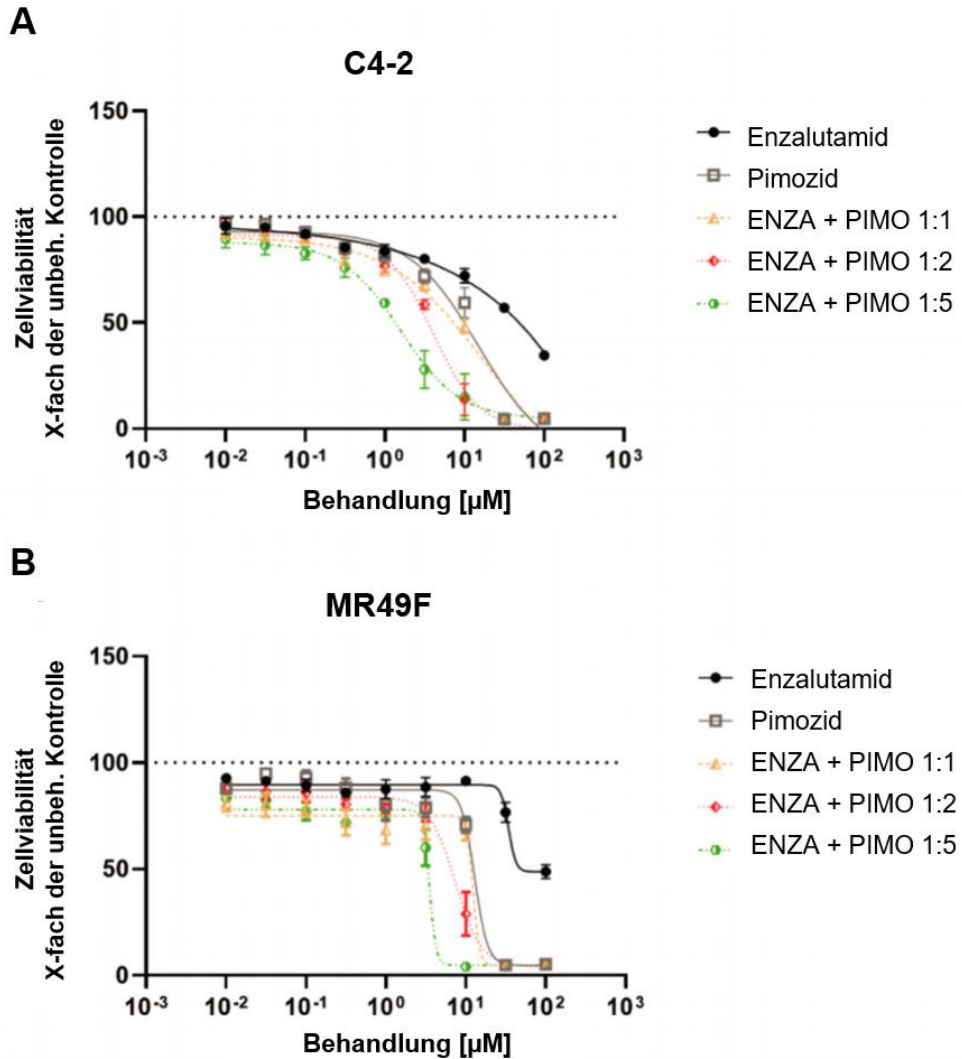 A
C4-2
150
100
50
0
Zellviabilität
X-fach der unbeh. Kontrolle
10⁻³ 10⁻² 10⁻¹ 10⁰ 10¹ 10² 10³
Behandlung [µM]
Enzalutamid
Pimozid
ENZA + PIMO 1:1
ENZA + PIMO 1:2
ENZA + PIMO 1:5
B
MR49F
150
100
50
0
Zellviabilität
X-fach der unbeh. Kontrolle
10⁻³ 10⁻² 10⁻¹ 10⁰ 10¹ 10² 10³
Behandlung [µM]
Enzalutamid
Pimozid
ENZA + PIMO 1:1
ENZA + PIMO 1:2
ENZA + PIMO 1:5